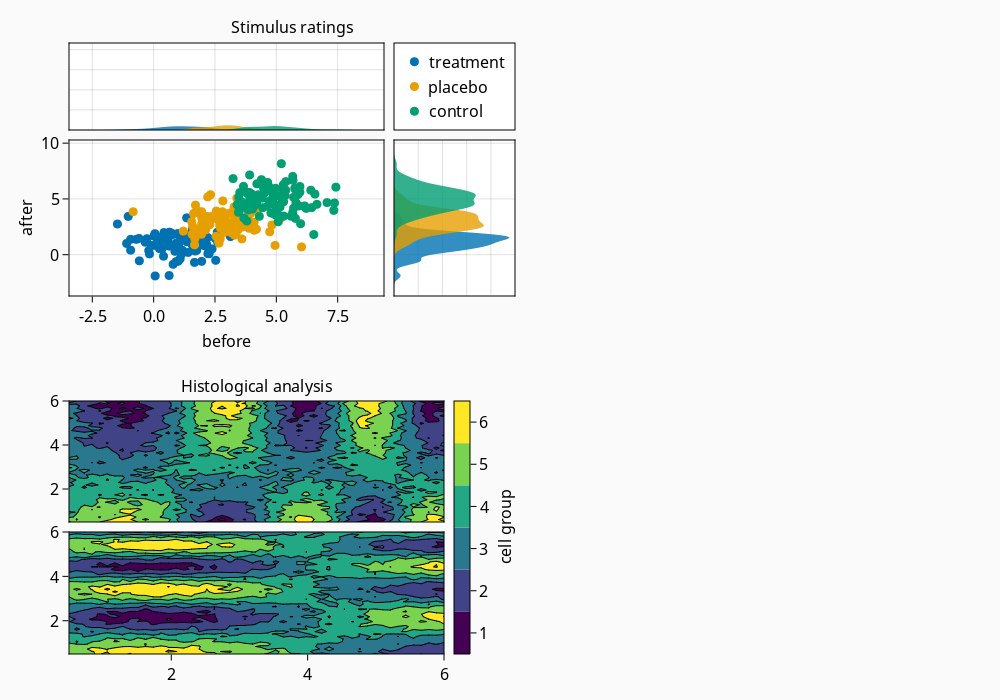 Stimulus ratings
treatment
placebo
control
10
5
0
after
-2.5 0.0 2.5 5.0 7.5
before
Histological analysis
6
4
2
6
4
2
2 4 6
6
5
4
3
2
1
cell group